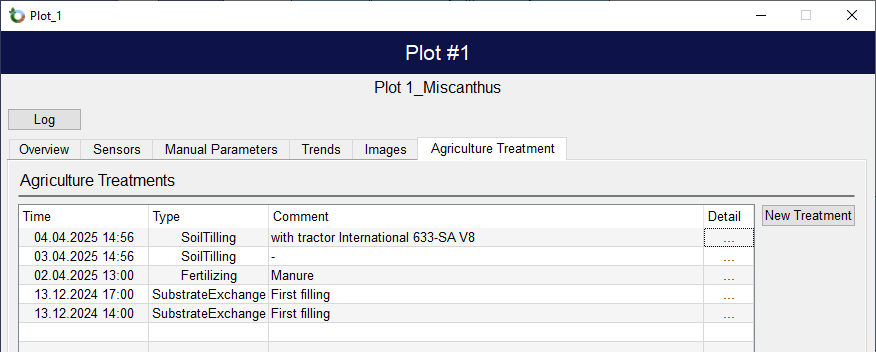 Plot_1
Plot #1
Plot 1_Miscanthus
Log
Overview Sensors Manual Parameters Trends Images Agriculture Treatment
Agriculture Treatments
Time Type Comment Detail New Treatment
04.04.2025 14:56 SoilTilling with tractor International 633-SA V8 ...
03.04.2025 14:56 SoilTilling - ...
02.04.2025 13:00 Fertilizing Manure ...
13.12.2024 17:00 SubstrateExchange First filling ...
13.12.2024 14:00 SubstrateExchange First filling ...